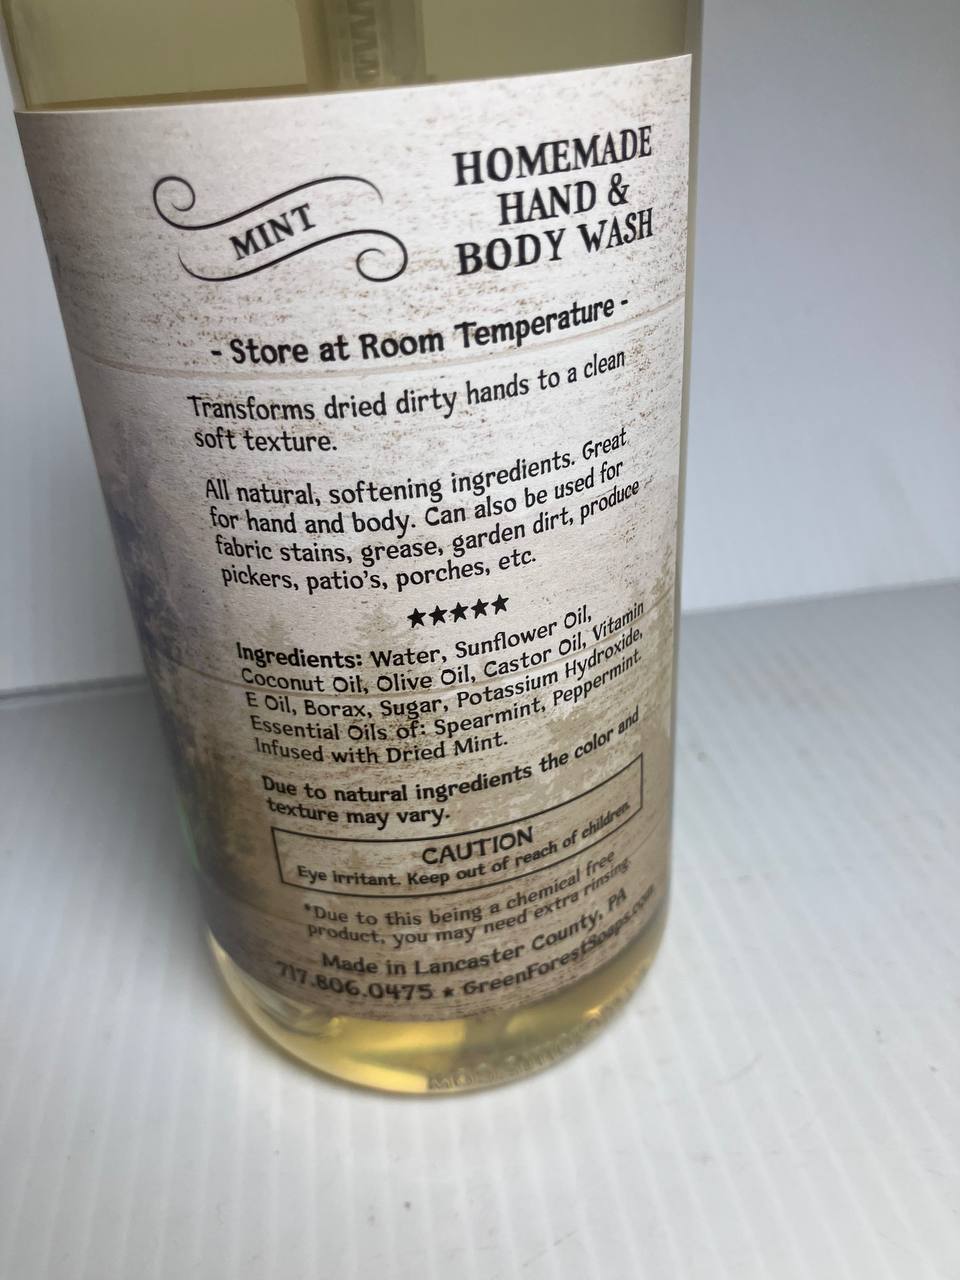 MINT
HOMEMADE
HAND &
BODY WASH
- Store at Room Temperature -
Transforms dried dirty hands to a clean
soft texture.
All natural, softening ingredients. Great
for hand and body. Can also be used for
fabric stains, grease, garden dirt, produce
pickers, patio's, porches, etc.
★★★★★
Ingredients: Water, Sunflower Oil,
Coconut Oil, Olive Oil, Castor Oil, Vitamin
E Oil, Borax, Sugar, Potassium Hydroxide,
Essential Oils of: Spearmint, Peppermint.
Infused with Dried Mint.
Due to natural ingredients the color and
texture may vary.
CAUTION
Eye irritant. Keep out of reach of children.
*Due to this being a chemical free
product, you may need extra rinsing.
Made in Lancaster County, PA
717.806.0475 ★ GreenForestSoaps.com